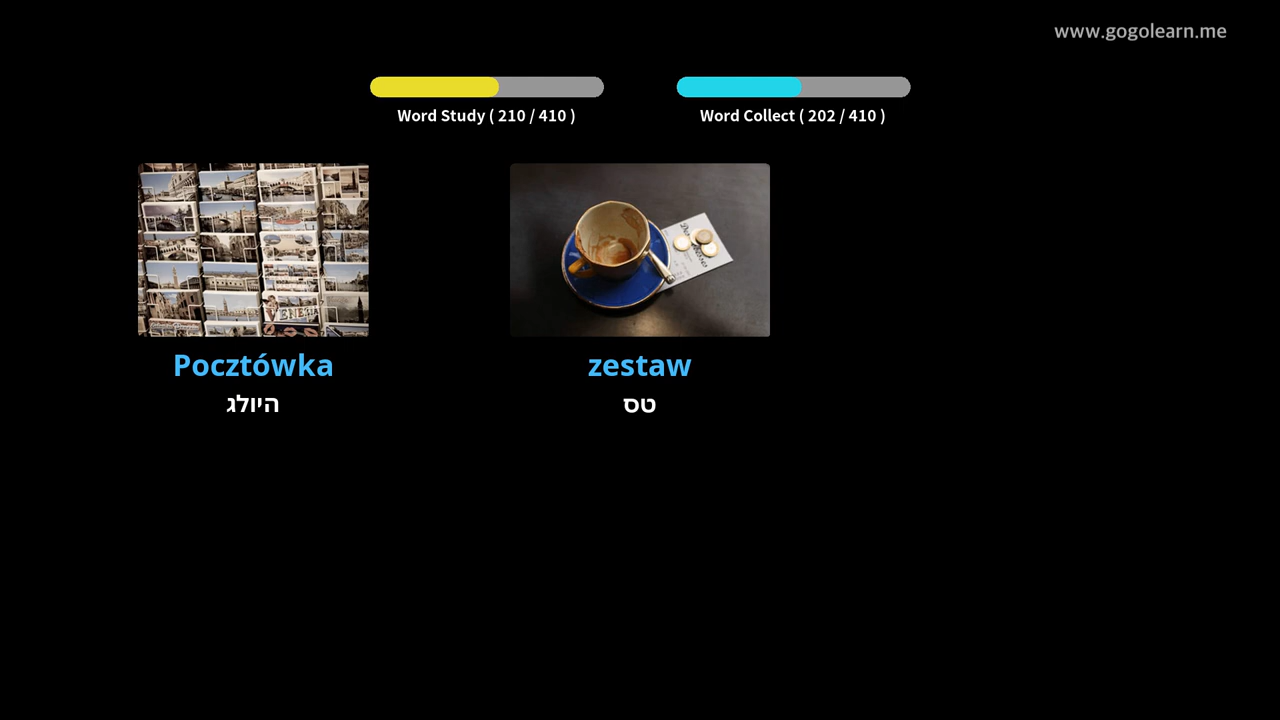 www.gogolearn.me
Word Study ( 210 / 410 )
Word Collect ( 202 / 410 )
Pocztówka
היולג
zestaw
טס